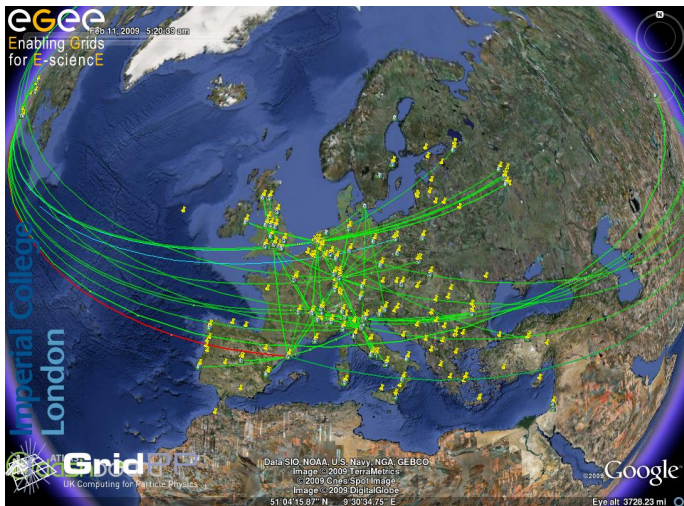 egee
Enabling Grids
for E-sciencE
Feb 11, 2009 5:20:39 am
N
Imperial College
London
Grid
UK Computing for Particle Physics
Data SIO, NOAA, U.S. Navy, NGA, GEBCO
Image © 2009 TerraMetrics
© 2009 Cnes Spot Image
Image © 2009 DigitalGlobe
©2009 Google
51°04'15.87" N 9°30'34.75" E
Eye alt 3728.23 mi